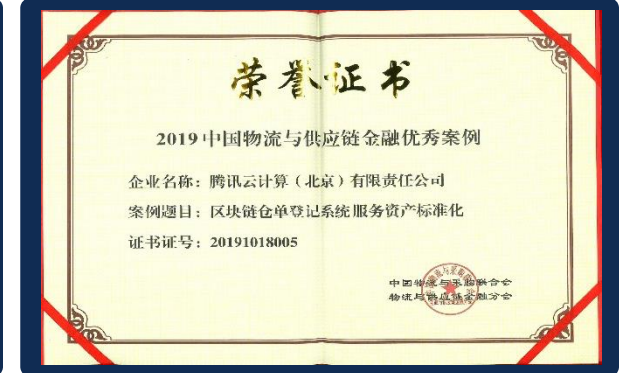 荣誉证书
2019中国物流与供应链金融优秀案例
企业名称：腾讯云计算（北京）有限责任公司
案例题目：区块链仓单登记系统服务资产标准化
证书证号：20191018005
中国物流与采购联合会
物流与供应链金融分会